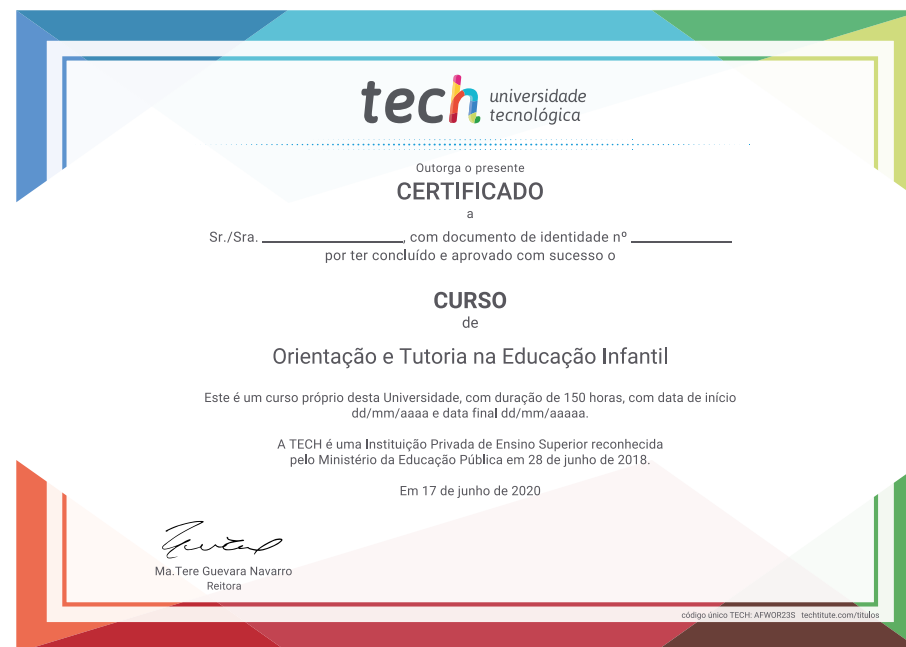 tech universidade
tecnológica
Outorga o presente
CERTIFICADO
a
Sr./Sra. ____________________, com documento de identidade nº ______________
por ter concluído e aprovado com sucesso o
CURSO
de
Orientação e Tutoria na Educação Infantil
Este é um curso próprio desta Universidade, com duração de 150 horas, com data de início
dd/mm/aaaa e data final dd/mm/aaaaa.
A TECH é uma Instituição Privada de Ensino Superior reconhecida
pelo Ministério da Educação Pública em 28 de junho de 2018.
Em 17 de junho de 2020
Ma.Tere Guevara Navarro
Reitora
código único TECH: AFWOR23S techtitute.com/títulos